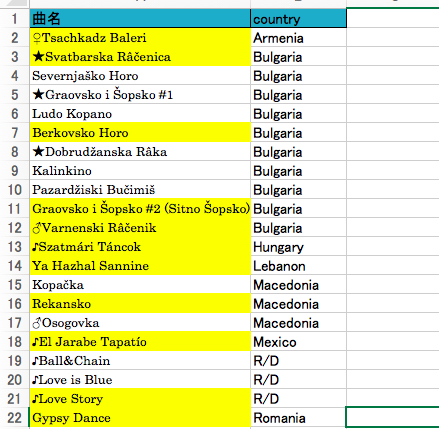 1 曲名 country
2 ♀Tsachkadz Baleri Armenia
3 ★Svatbarska Râčenica Bulgaria
4 Severnjaško Horo Bulgaria
5 ★Graovsko i Šopsko #1 Bulgaria
6 Ludo Kopano Bulgaria
7 Berkovsko Horo Bulgaria
8 ★Dobrudžanska Râka Bulgaria
9 Kalinkino Bulgaria
10 Pazardžiski Bučimiš Bulgaria
11 Graovsko i Šopsko #2 (Sitno Šopsko) Bulgaria
12 ♂Varnenski Râčenik Bulgaria
13 ♪Szatmári Táncok Hungary
14 Ya Hazhal Sannine Lebanon
15 Kopačka Macedonia
16 Rekansko Macedonia
17 ♂Osogovka Macedonia
18 ♪El Jarabe Tapatío Mexico
19 ♪Ball&Chain R/D
20 ♪Love is Blue R/D
21 ♪Love Story R/D
22 Gypsy Dance Romania